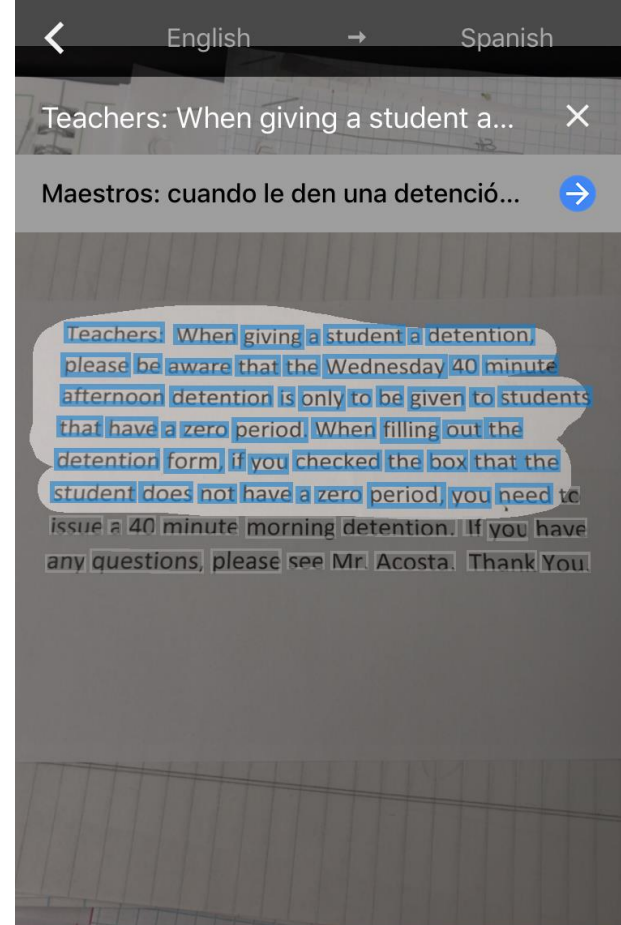 English → Spanish
Teachers: When giving a student a...
Maestros: cuando le den una detenció...
Teachers: When giving a student a detention,
please be aware that the Wednesday 40 minute
afternoon detention is only to be given to students
that have a zero period. When filling out the
detention form, if you checked the box that the
student does not have a zero period, you need to
issue a 40 minute morning detention. If you have
any questions, please see Mr. Acosta. Thank You.